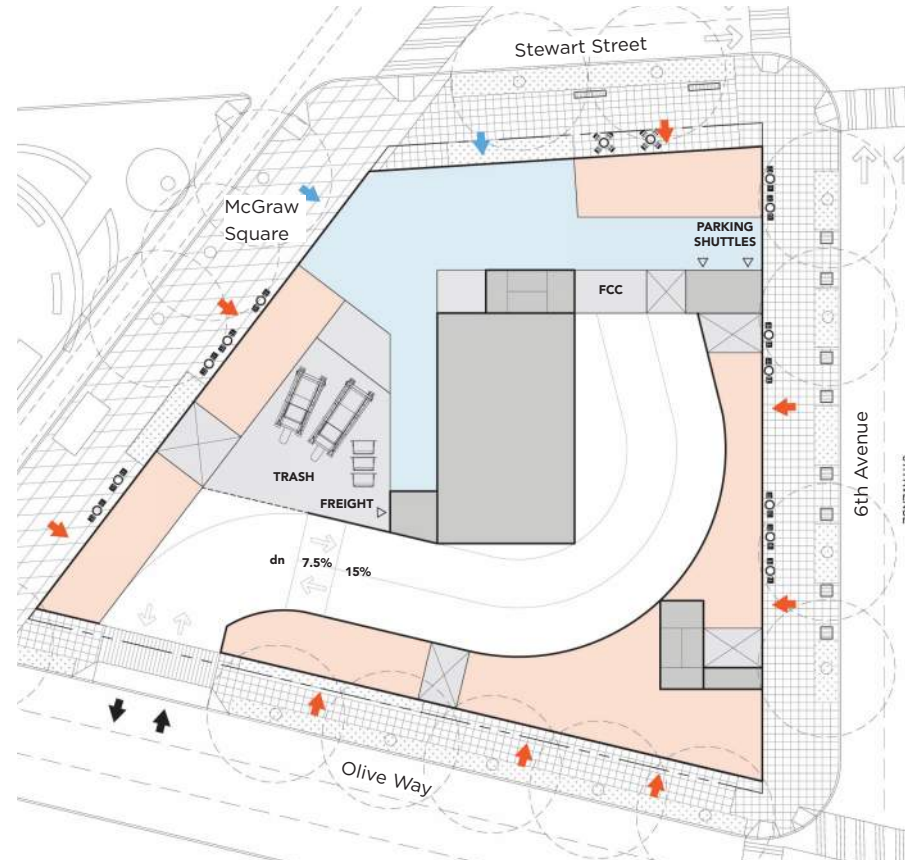 Stewart Street
McGraw
Square
PARKING
SHUTTLES
FCC
6th Avenue
TRASH
FREIGHT
dn
7.5%
15%
Olive Way